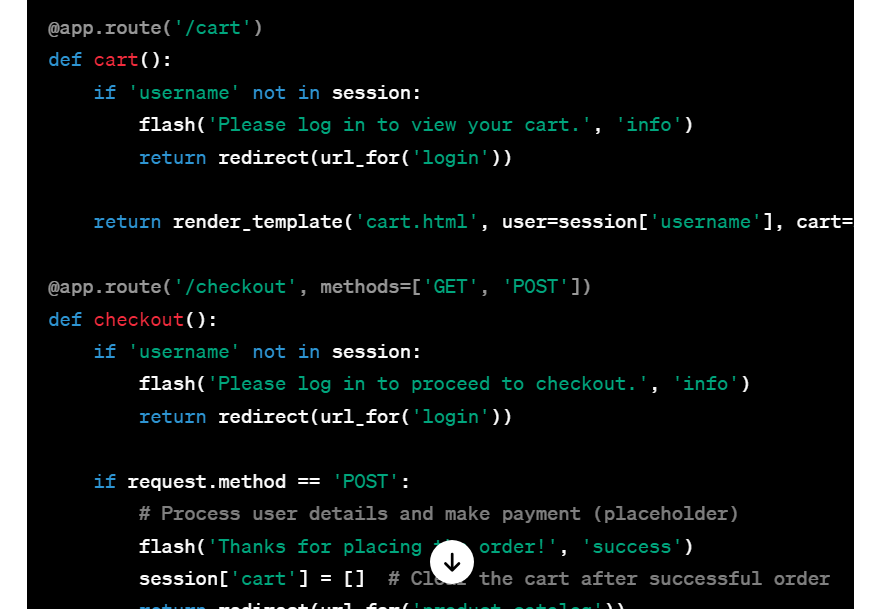 @app.route('/cart')
def cart():
    if 'username' not in session:
        flash('Please log in to view your cart.', 'info')
        return redirect(url_for('login'))
    return render_template('cart.html', user=session['username'], cart=
@app.route('/checkout', methods=['GET', 'POST'])
def checkout():
    if 'username' not in session:
        flash('Please log in to proceed to checkout.', 'info')
        return redirect(url_for('login'))
    if request.method == 'POST':
        # Process user details and make payment (placeholder)
        flash('Thanks for placing order!', 'success')
        session['cart'] = []  # the cart after successful order
        return redirect(url_for('product_catalog'))